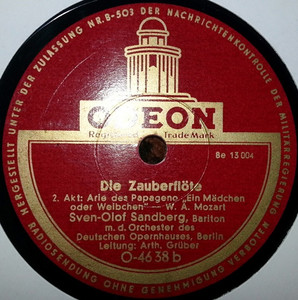 HERGESTELLT UNTER DER ZULASSUNG NR. B-503 DER NACHRICHTENKONTROLLE DER MILITÄRREGIERUNG
ODEON
Trade Mark
Be 13 004
Die Zauberflöte
2. Akt: Arie des Papageno „Ein Mädchen
oder Weibchen" — W. A. Mozart
Sven-Olof Sandberg, Bariton
m. d. Orchester des
Deutschen Opernhauses, Berlin
Leitung: Arth. Grüber
O-4638 b
RADIOSENDUNG OHNE GENEHMIGUNG VERBOTEN